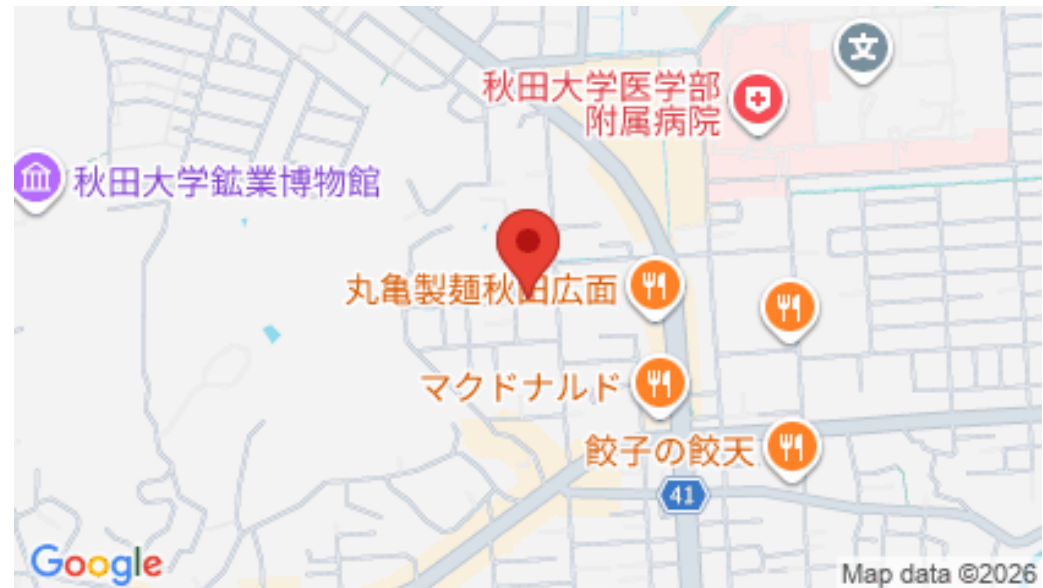 秋田大学医学部
附属病院
文
秋田大学鉱業博物館
丸亀製麺秋田広面
マクドナルド
餃子の餃天
41
Google
Map data ©2026